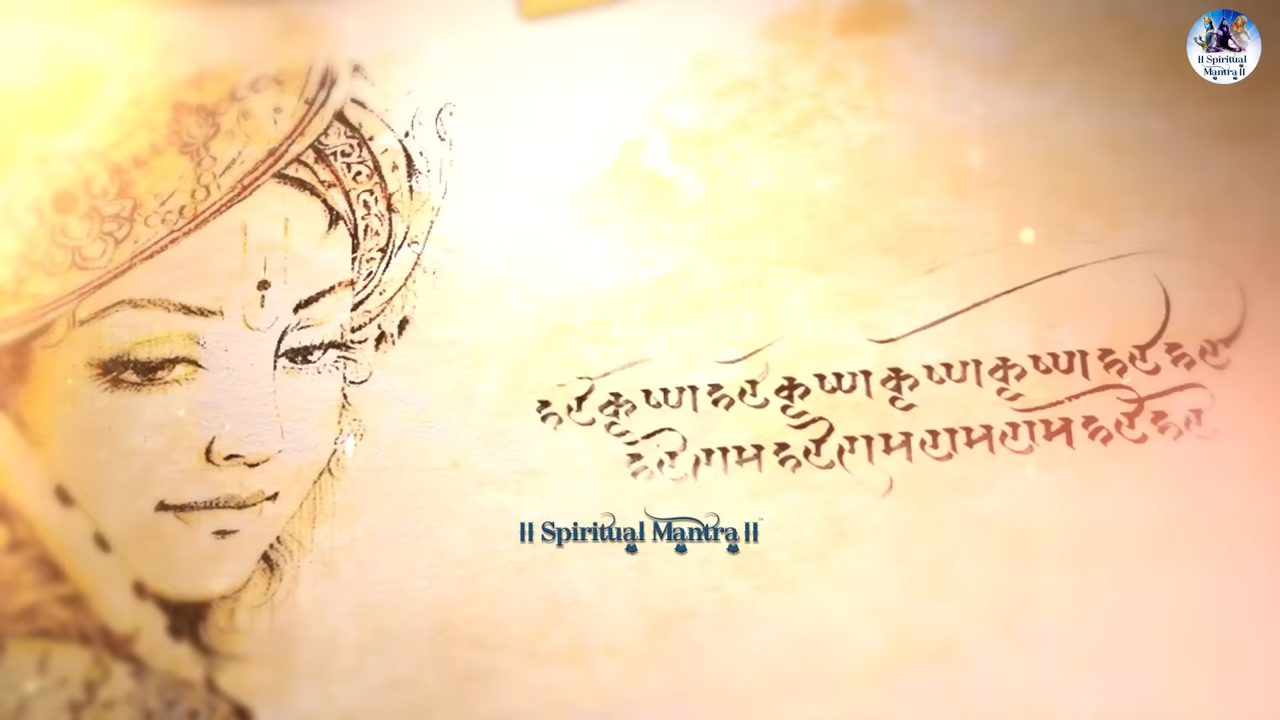 || Spiritual
Mantra ||
हरे कृष्ण हरे कृष्ण कृष्ण कृष्ण हरे हरे
हरे राम हरे राम राम राम हरे हरे
|| Spiritual Mantra ||